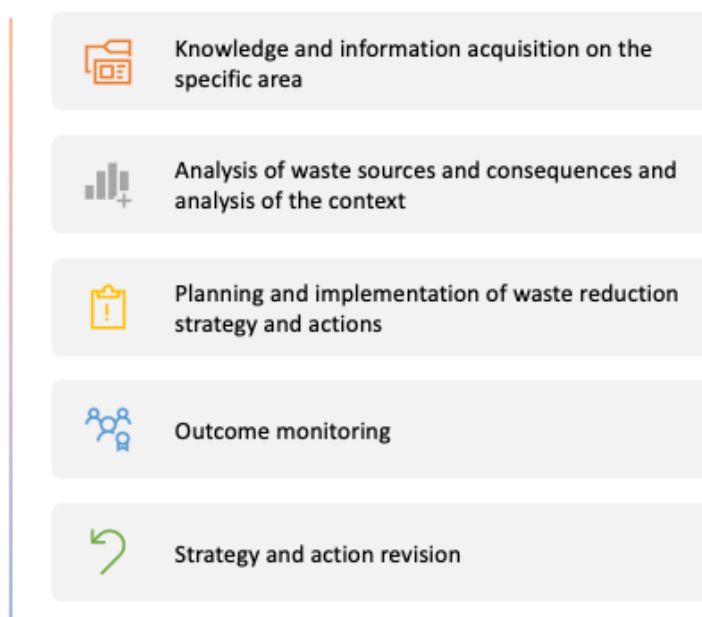 Knowledge and information acquisition on the
specific area
Analysis of waste sources and consequences and
analysis of the context
Planning and implementation of waste reduction
strategy and actions
Outcome monitoring
Strategy and action revision